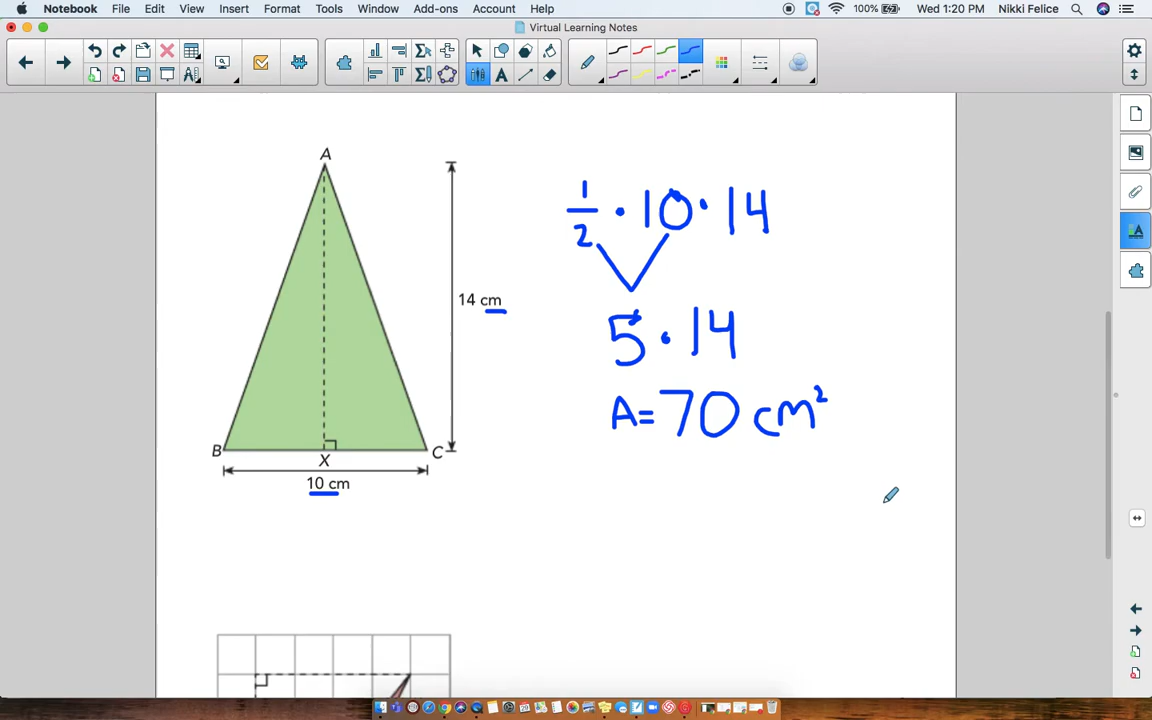 Notebook File Edit View Insert Format Tools Window Add-ons Account Help 100% Wed 1:20 PM Nikki Felice
Virtual Learning Notes
A
1/2 · 10 · 14
14 cm
5 · 14
A = 70 cm²
B X C
10 cm